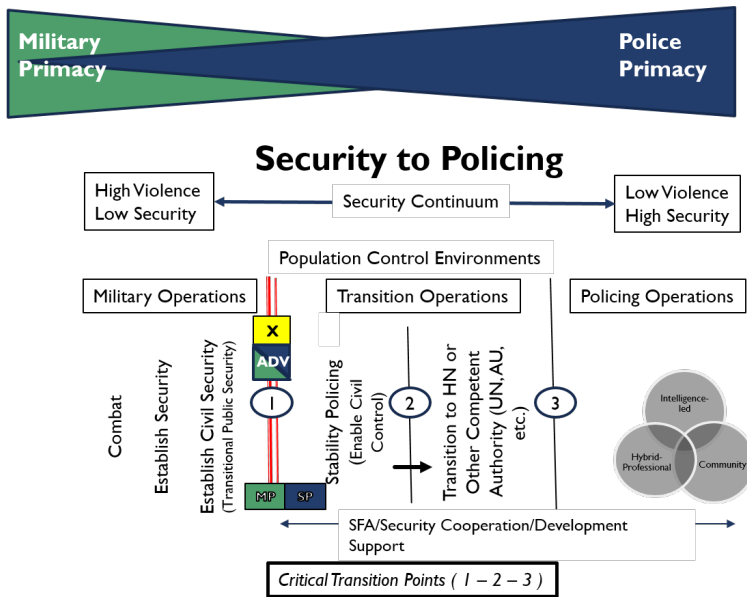 Military
Primacy
Police
Primacy
Security to Policing
High Violence
Low Security
Security Continuum
Low Violence
High Security
Population Control Environments
Military Operations
Transition Operations
Policing Operations
X
ADV
Combat
Establish Security
Establish Civil Security
(Transitional Public Security)
1
Stability Policing
(Enable Civil
Control)
2
Transition to HN or
Other Competent
Authority (UN, AU,
etc.)
3
Intelligence-
led
Hybrid-
Professional
Community
MP
SP
SFA/Security Cooperation/Development
Support
Critical Transition Points ( 1 – 2 – 3 )